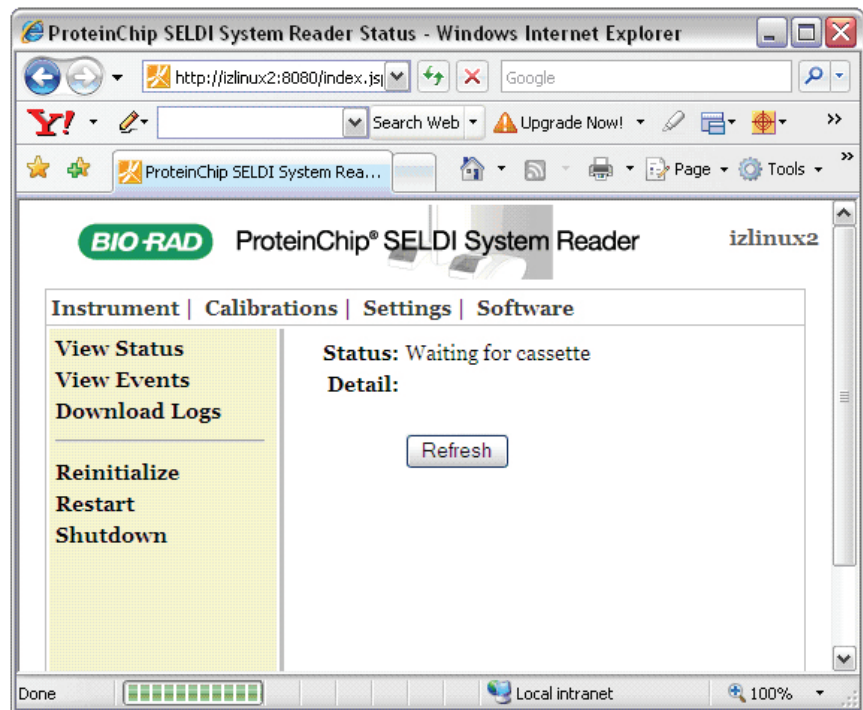 ProteinChip SELDI System Reader Status - Windows Internet Explorer
http://izlinux2:8080/index.js
Google
Y! Search Web Upgrade Now! »
ProteinChip SELDI System Rea... Page Tools »
BIO-RAD ProteinChip® SELDI System Reader izlinux2
Instrument | Calibrations | Settings | Software
View Status
View Events
Download Logs
Reinitialize
Restart
Shutdown
Status: Waiting for cassette
Detail:
Refresh
Done Local intranet 100%